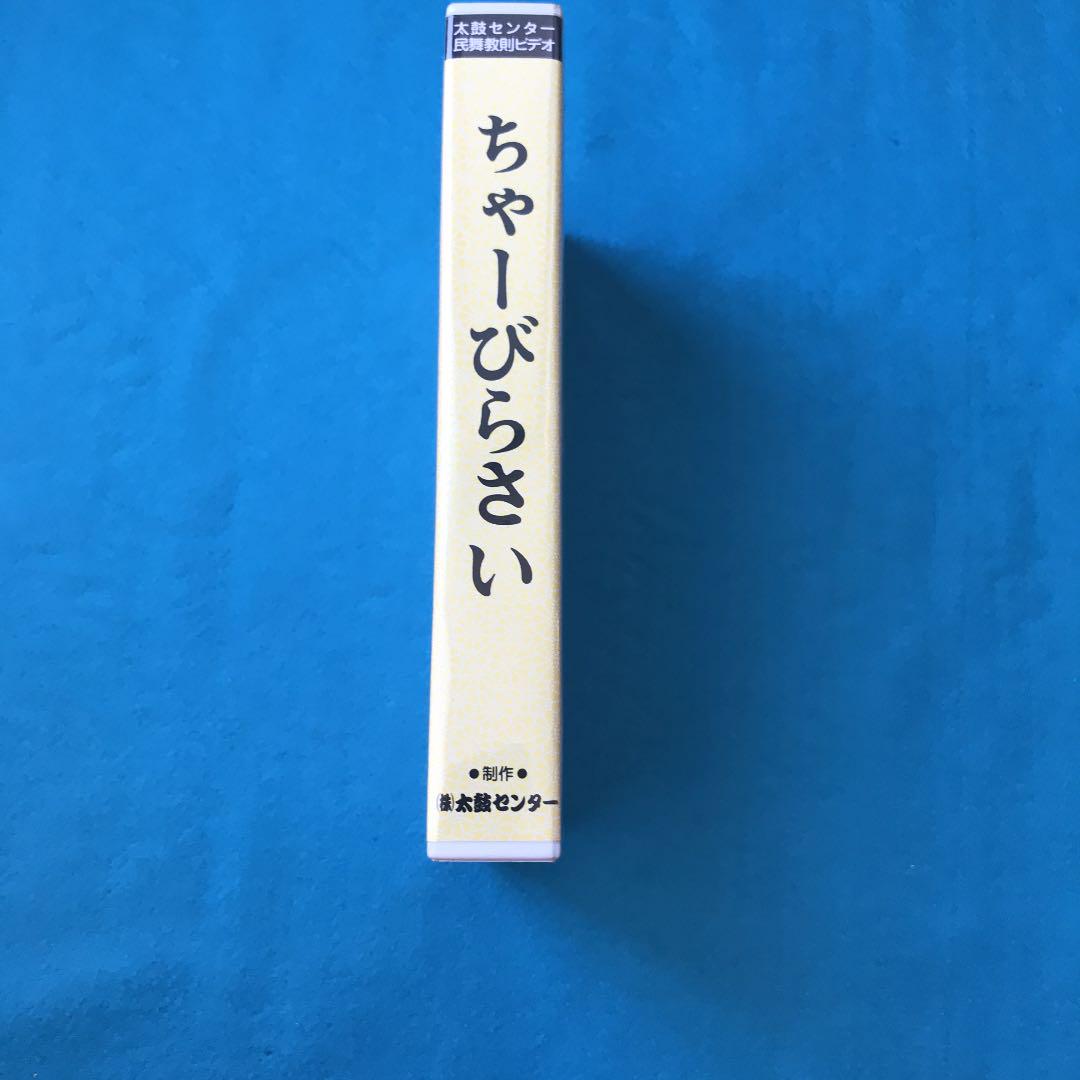 太鼓センター
民舞教則ビデオ
ちゃーびらさい
●制作●
(株)太鼓センター